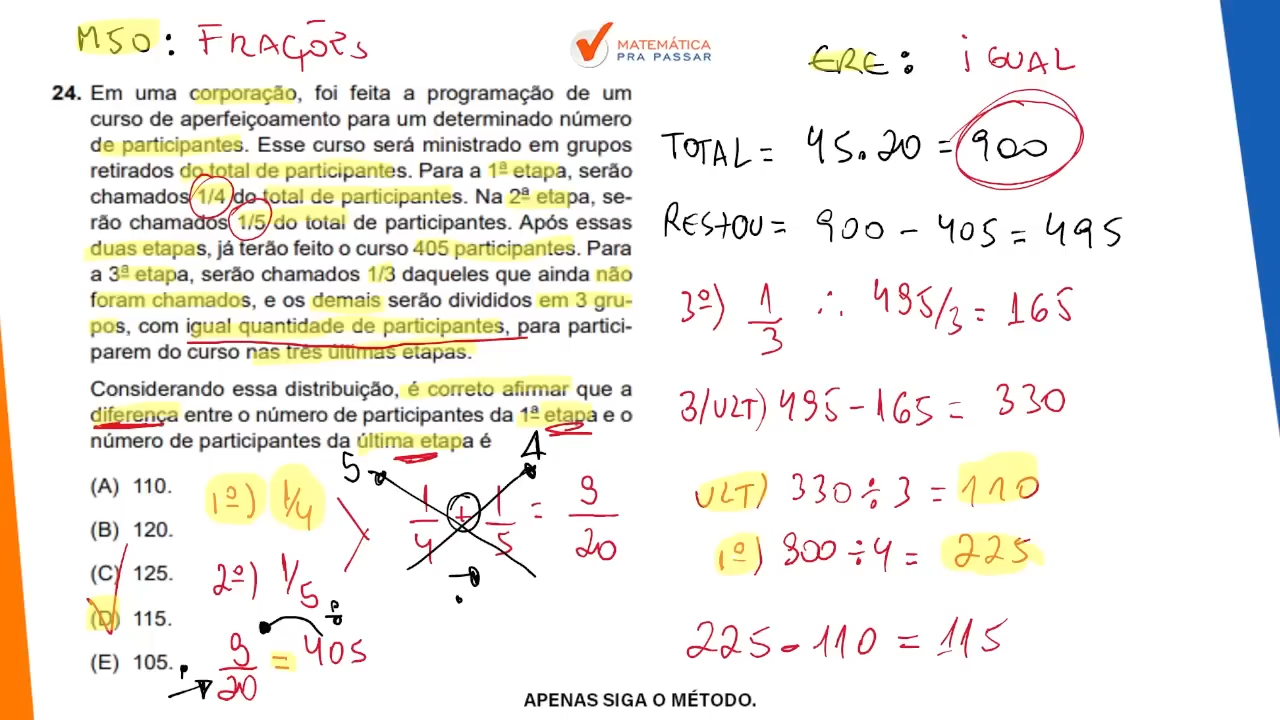 M50: FRAÇÕES
MATEMÁTICA
PRA PASSAR
24. Em uma corporação, foi feita a programação de um
curso de aperfeiçoamento para um determinado número
de participantes. Esse curso será ministrado em grupos
retirados do total de participantes. Para a 1ª etapa, serão
chamados 1/4 do total de participantes. Na 2ª etapa, se-
rão chamados 1/5 do total de participantes. Após essas
duas etapas, já terão feito o curso 405 participantes. Para
a 3ª etapa, serão chamados 1/3 daqueles que ainda não
foram chamados, e os demais serão divididos em 3 gru-
pos, com igual quantidade de participantes, para partici-
parem do curso nas três últimas etapas.
Considerando essa distribuição, é correto afirmar que a
diferença entre o número de participantes da 1ª etapa e o
número de participantes da última etapa é
(A) 110.
(B) 120.
(C) 125.
(D) 115.
(E) 105.
1º) 1/4
2º) 1/5
9/20 = 405
5 4
1/4 + 1/5 = 9/20
ERE: IGUAL
TOTAL = 45.20 = 900
RESTOU = 900 - 405 = 495
3º) 1/3 ∴ 495/3 = 165
3/ULT) 495 - 165 = 330
ULT) 330 ÷ 3 = 110
1º) 900 ÷ 4 = 225
225 - 110 = 115
APENAS SIGA O MÉTODO.